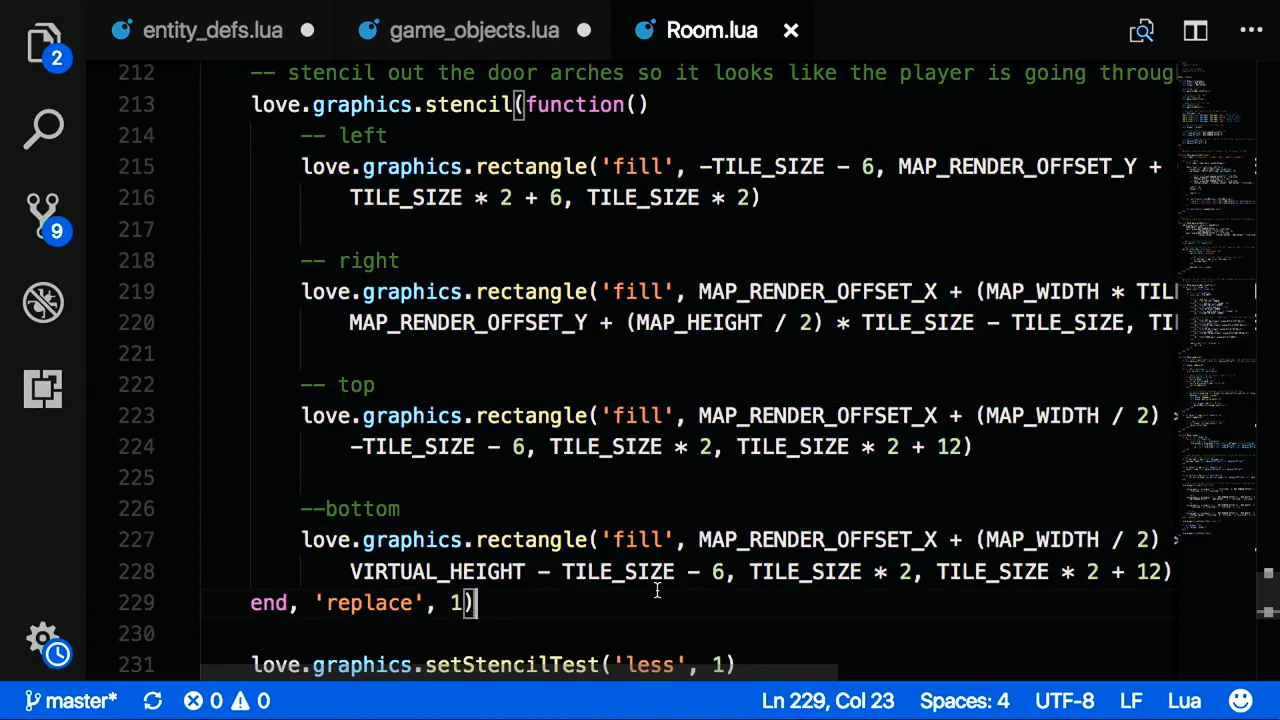 entity_defs.lua game_objects.lua Room.lua
2
9
212 -- stencil out the door arches so it looks like the player is going throug
213 love.graphics.stencil(function()
214 -- left
215 love.graphics.rectangle('fill', -TILE_SIZE - 6, MAP_RENDER_OFFSET_Y +
216 TILE_SIZE * 2 + 6, TILE_SIZE * 2)
217
218 -- right
219 love.graphics.rectangle('fill', MAP_RENDER_OFFSET_X + (MAP_WIDTH * TIL
220 MAP_RENDER_OFFSET_Y + (MAP_HEIGHT / 2) * TILE_SIZE - TILE_SIZE, TI
221
222 -- top
223 love.graphics.rectangle('fill', MAP_RENDER_OFFSET_X + (MAP_WIDTH / 2)
224 -TILE_SIZE - 6, TILE_SIZE * 2, TILE_SIZE * 2 + 12)
225
226 --bottom
227 love.graphics.rectangle('fill', MAP_RENDER_OFFSET_X + (MAP_WIDTH / 2)
228 VIRTUAL_HEIGHT - TILE_SIZE - 6, TILE_SIZE * 2, TILE_SIZE * 2 + 12)
229 end, 'replace', 1)
230
231 love.graphics.setStencilTest('less', 1)
master* 0 0 Ln 229, Col 23 Spaces: 4 UTF-8 LF Lua